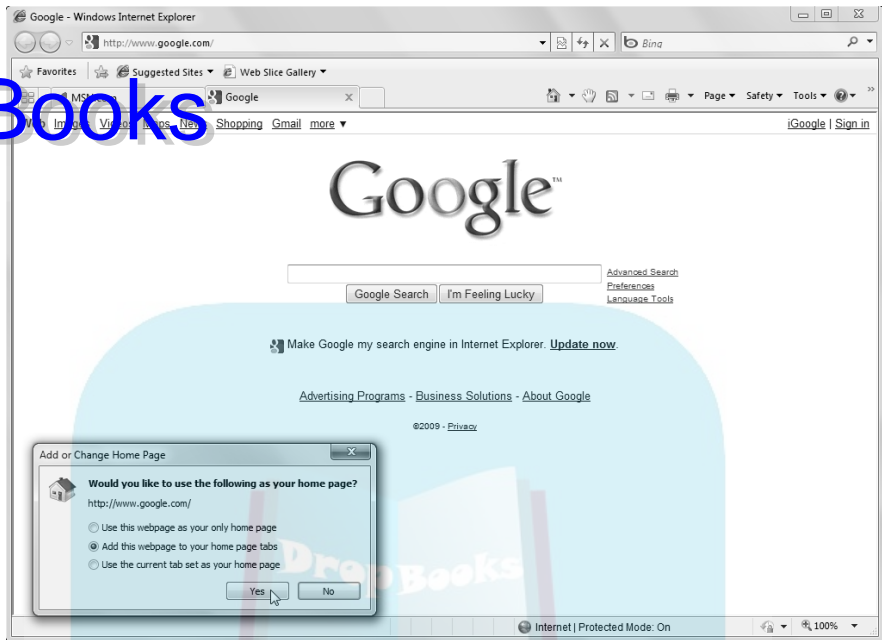 Google - Windows Internet Explorer
http://www.google.com/
Bing
Favorites Suggested Sites Web Slice Gallery
Google Page Safety Tools
Books
Shopping Gmail more iGoogle | Sign in
Google™
Advanced Search
Google Search I'm Feeling Lucky Preferences
Language Tools
Make Google my search engine in Internet Explorer. Update now.
Advertising Programs - Business Solutions - About Google
©2009 - Privacy
Add or Change Home Page
Would you like to use the following as your home page?
http://www.google.com/
Use this webpage as your only home page
Add this webpage to your home page tabs
Use the current tab set as your home page
Yes No
DropBooks
Internet | Protected Mode: On 100%